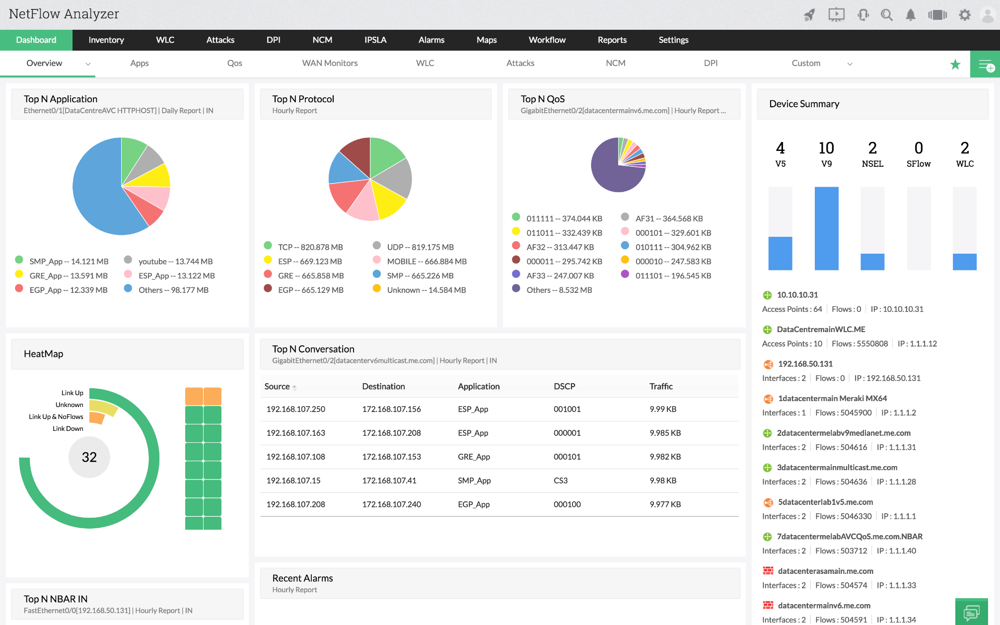 NetFlow Analyzer
Dashboard Inventory WLC Attacks DPI NCM IPSLA Alarms Maps Workflow Reports Settings
Overview Apps Qos WAN Monitors WLC Attacks NCM DPI Custom
Top N Application
Ethernet0/1[DataCentreAVC HTTPHOST] | Daily Report | IN
SMP_App -- 14.121 MB youtube -- 13.744 MB
GRE_App -- 13.591 MB ESP_App -- 13.122 MB
EGP_App -- 12.339 MB Others -- 98.177 MB
Top N Protocol
Hourly Report
TCP -- 820.878 MB UDP -- 819.175 MB
ESP -- 669.123 MB MOBILE -- 666.884 MB
GRE -- 665.858 MB SMP -- 665.226 MB
EGP -- 665.129 MB Unknown -- 14.584 MB
Top N QoS
GigabitEthernet0/2[datacentermainv6.me.com] | Hourly Report ...
011111 -- 374.044 KB AF31 -- 364.568 KB
011011 -- 332.439 KB 000101 -- 329.601 KB
AF32 -- 313.447 KB 010111 -- 304.962 KB
000011 -- 295.742 KB 000010 -- 247.583 KB
AF33 -- 247.007 KB 011101 -- 196.545 KB
Others -- 8.532 MB
Device Summary
4 10 2 0 2
V5 V9 NSEL SFlow WLC
10.10.10.31
Access Points : 64 Flows : 0 IP : 10.10.10.31
DataCentremainWLC.ME
Access Points : 10 Flows : 5550808 IP : 1.1.1.12
192.168.50.131
Interfaces : 2 Flows : 0 IP : 192.168.50.131
1datacentermain Meraki MX64
Interfaces : 1 Flows : 5045900 IP : 1.1.1.2
2datacentermelabv9medianet.me.com
Interfaces : 2 Flows : 504616 IP : 1.1.1.31
3datacentermainmulticast.me.com
Interfaces : 2 Flows : 504636 IP : 1.1.1.28
5datacenterlab1v5.me.com
Interfaces : 2 Flows : 5046330 IP : 1.1.1.1
7datacentermelabAVCQoS.me.com.NBAR
Interfaces : 2 Flows : 503712 IP : 1.1.1.40
datacenterasamain.me.com
Interfaces : 2 Flows : 504574 IP : 1.1.1.33
datacentermainv6.me.com
Interfaces : 2 Flows : 504591 IP : 1.1.1.34
HeatMap
Link Up
Unknown
Link Up & NoFlows
Link Down
32
Top N Conversation
GigabitEthernet0/2[datacenterv6multicast.me.com] | Hourly Report | IN
Source Destination Application DSCP Traffic
192.168.107.250 172.168.107.156 ESP_App 001001 9.99 KB
192.168.107.163 172.168.107.208 ESP_App 000001 9.985 KB
192.168.107.108 172.168.107.153 GRE_App 000101 9.982 KB
192.168.107.15 172.168.107.41 SMP_App CS3 9.98 KB
192.168.107.208 172.168.107.240 EGP_App 000100 9.977 KB
Recent Alarms
Hourly Report
Top N NBAR IN
FastEthernet0/0[192.168.50.131] | Hourly Report | IN